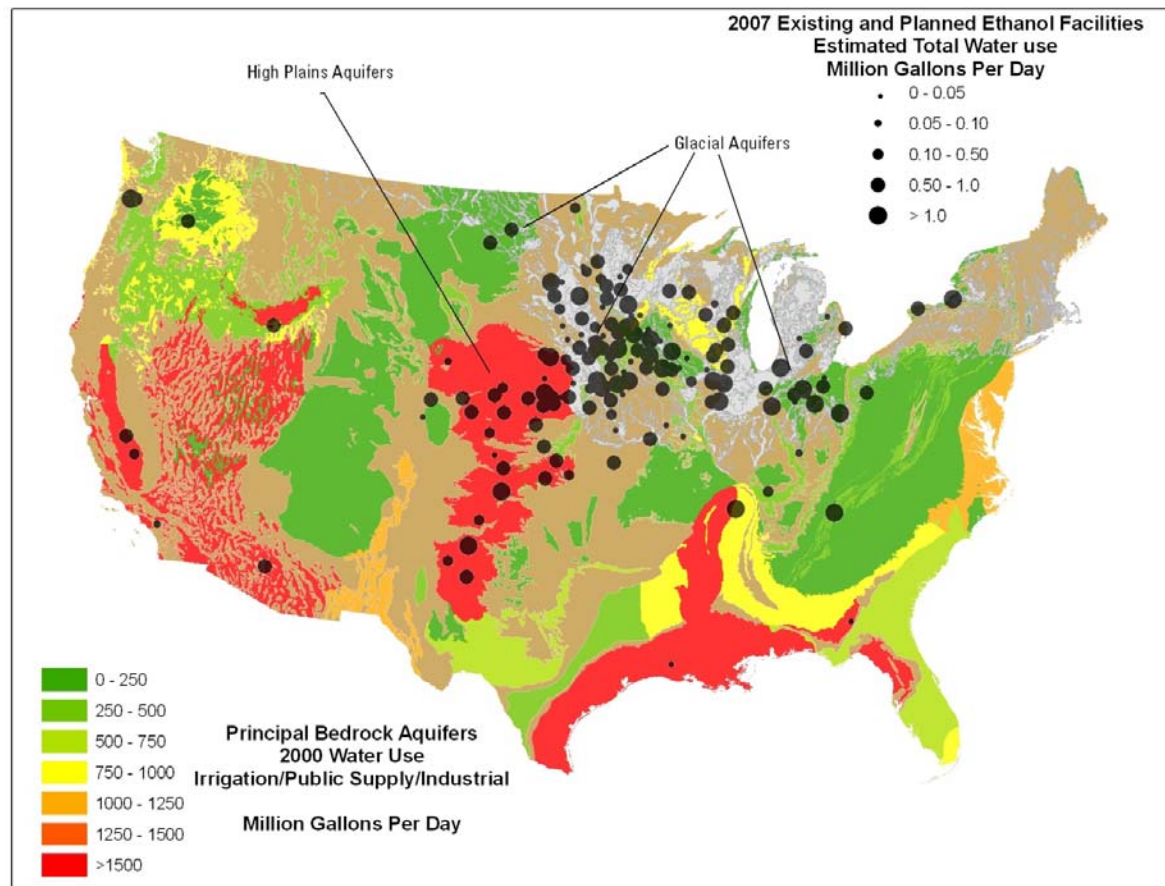 2007 Existing and Planned Ethanol Facilities
Estimated Total Water use
Million Gallons Per Day
0 - 0.05
0.05 - 0.10
0.10 - 0.50
0.50 - 1.0
> 1.0
High Plains Aquifers
Glacial Aquifers
0 - 250
250 - 500
500 - 750
750 - 1000
1000 - 1250
1250 - 1500
>1500
Principal Bedrock Aquifers
2000 Water Use
Irrigation/Public Supply/Industrial
Million Gallons Per Day